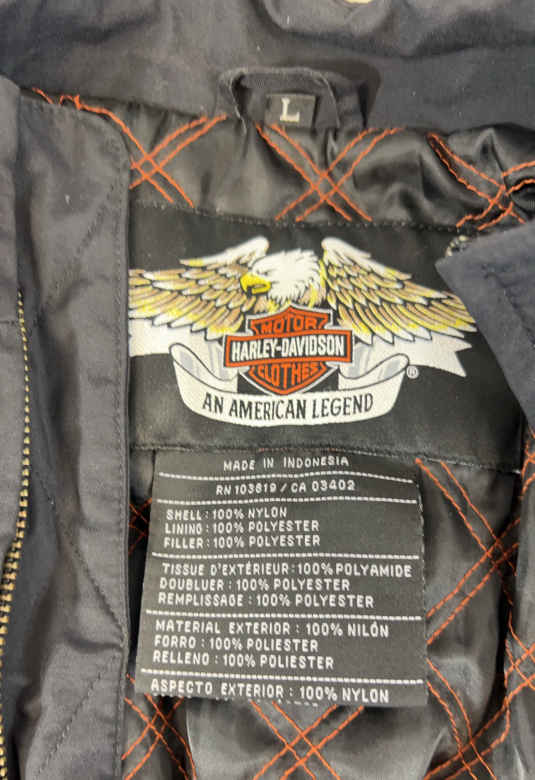 L
MOTOR
HARLEY-DAVIDSON
CLOTHES
®
AN AMERICAN LEGEND
MADE IN INDONESIA
RN 103819 / CA 03402
SHELL: 100% NYLON
LINING: 100% POLYESTER
FILLER: 100% POLYESTER
TISSUE D'EXTÉRIEUR: 100% POLYAMIDE
DOUBLUER : 100% POLYESTER
REMPLISSAGE : 100% POLYESTER
MATERIAL EXTERIOR : 100% NILÓN
FORRO : 100% POLIESTER
RELLENO : 100% POLIESTER
ASPECTO EXTERIOR : 100% NYLON